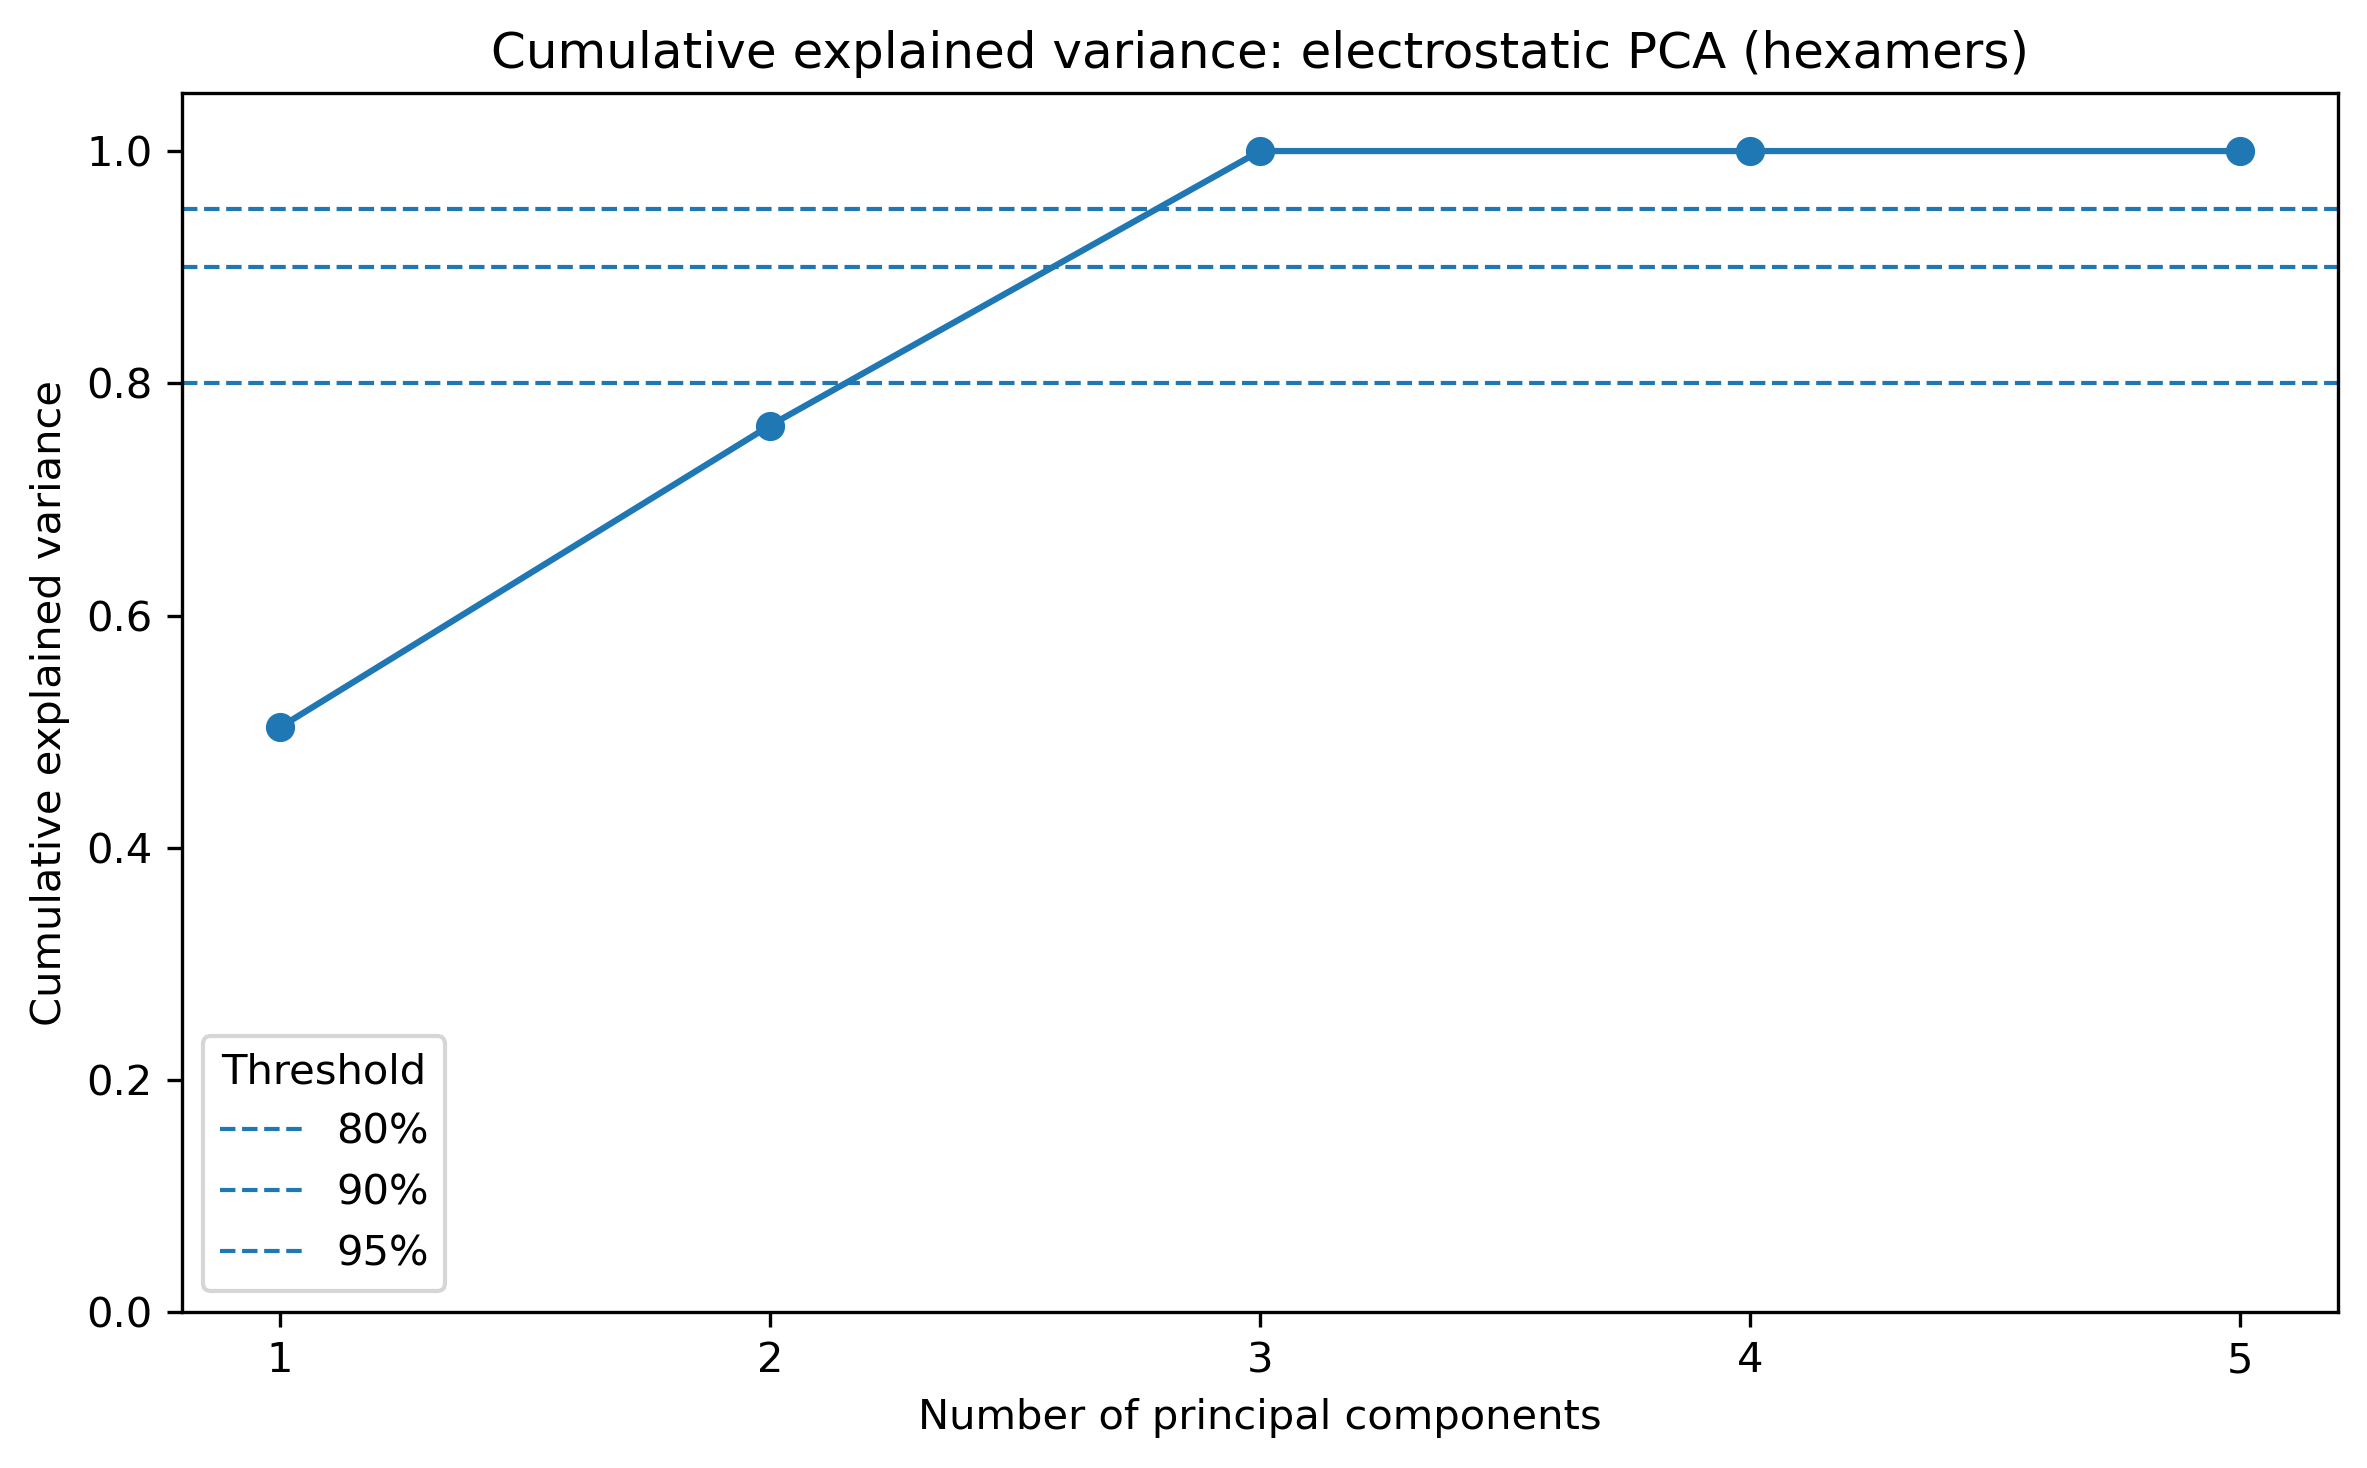 Cumulative explained variance: electrostatic PCA (hexamers)
Cumulative explained variance
1.0
0.8
0.6
0.4
0.2
0.0
Threshold
80%
90%
95%
1 2 3 4 5
Number of principal components